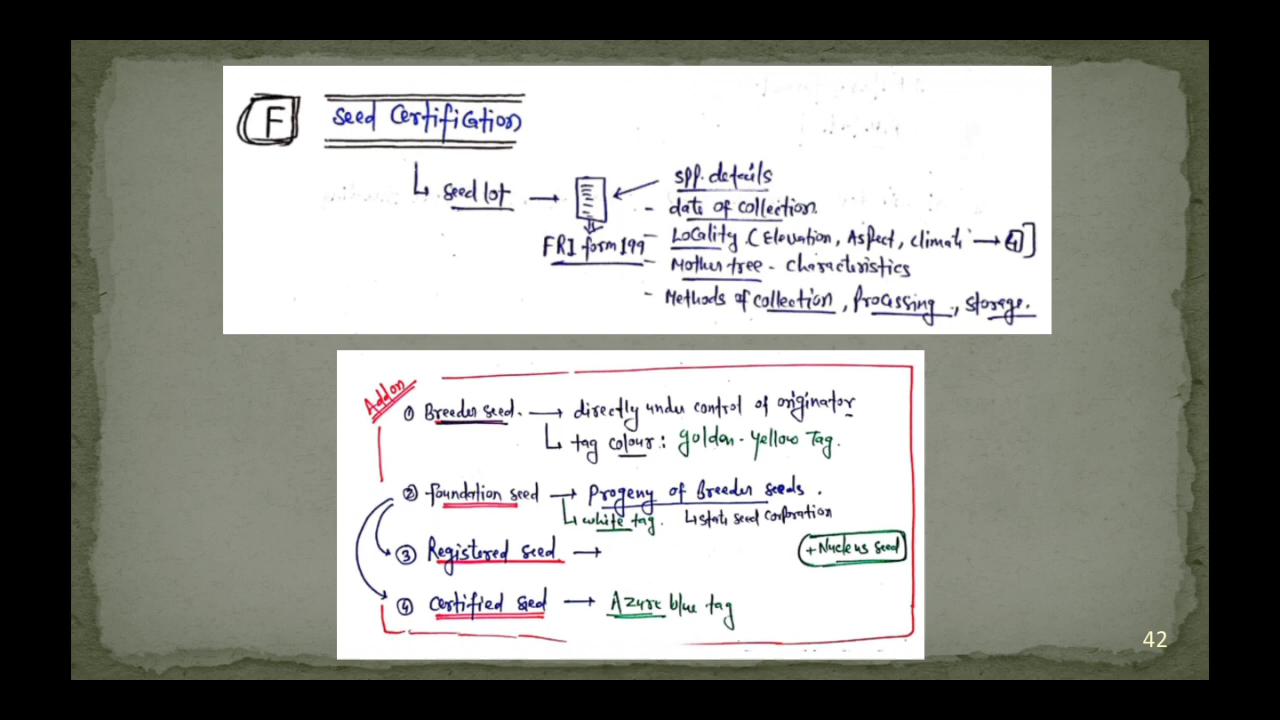 F Seed Certification
↳ seed lot →
spp. details
- date of collection.
FRI form 199
- Locality (Elevation, Aspect, climati → 4]
- Mother tree - characteristics
- Methods of collection, Processing, storage.
Addon
① Breeder seed. → directly under control of originator
↳ tag colour: golden-yellow Tag.
② foundation seed → Progeny of Breeder seeds.
↳ white tag. ↳ state seed corporation
③ Registered seed →
+Nucleus seed
④ certified seed → Azure blue tag
42